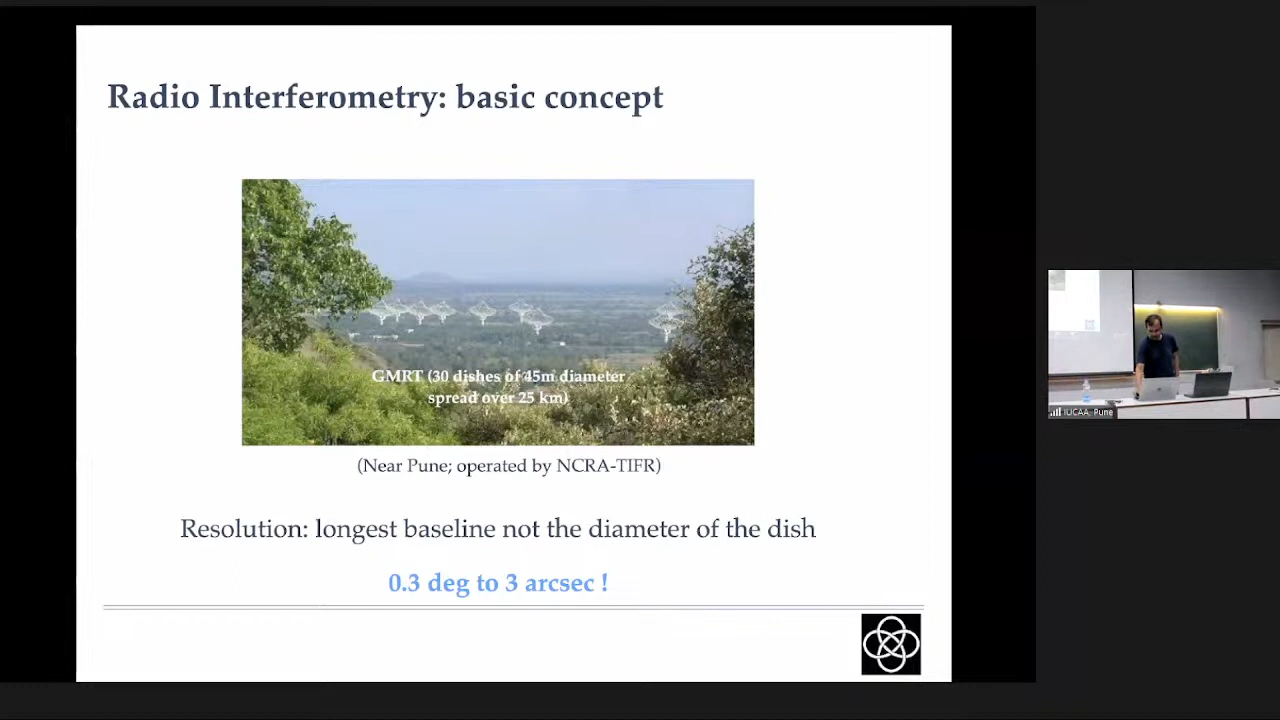 Radio Interferometry: basic concept
GMRT (30 dishes of 45m diameter
spread over 25 km)
(Near Pune; operated by NCRA-TIFR)
Resolution: longest baseline not the diameter of the dish
0.3 deg to 3 arcsec !
IUCAA, Pune